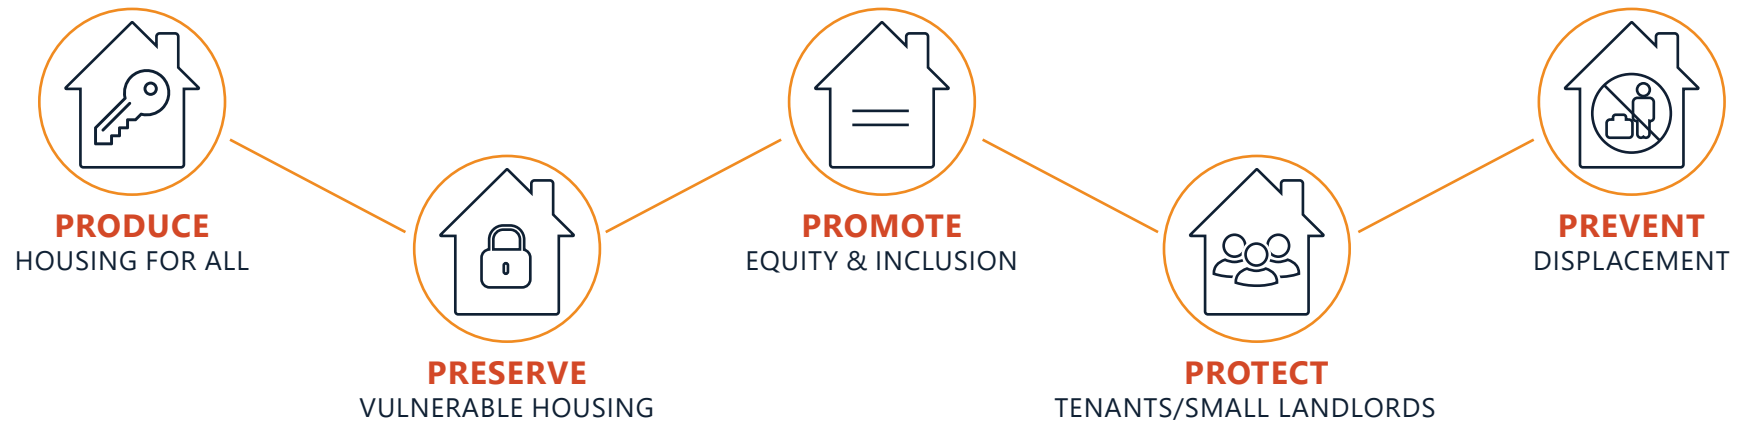 PRODUCE
HOUSING FOR ALL
PRESERVE
VULNERABLE HOUSING
PROMOTE
EQUITY & INCLUSION
PROTECT
TENANTS/SMALL LANDLORDS
PREVENT
DISPLACEMENT